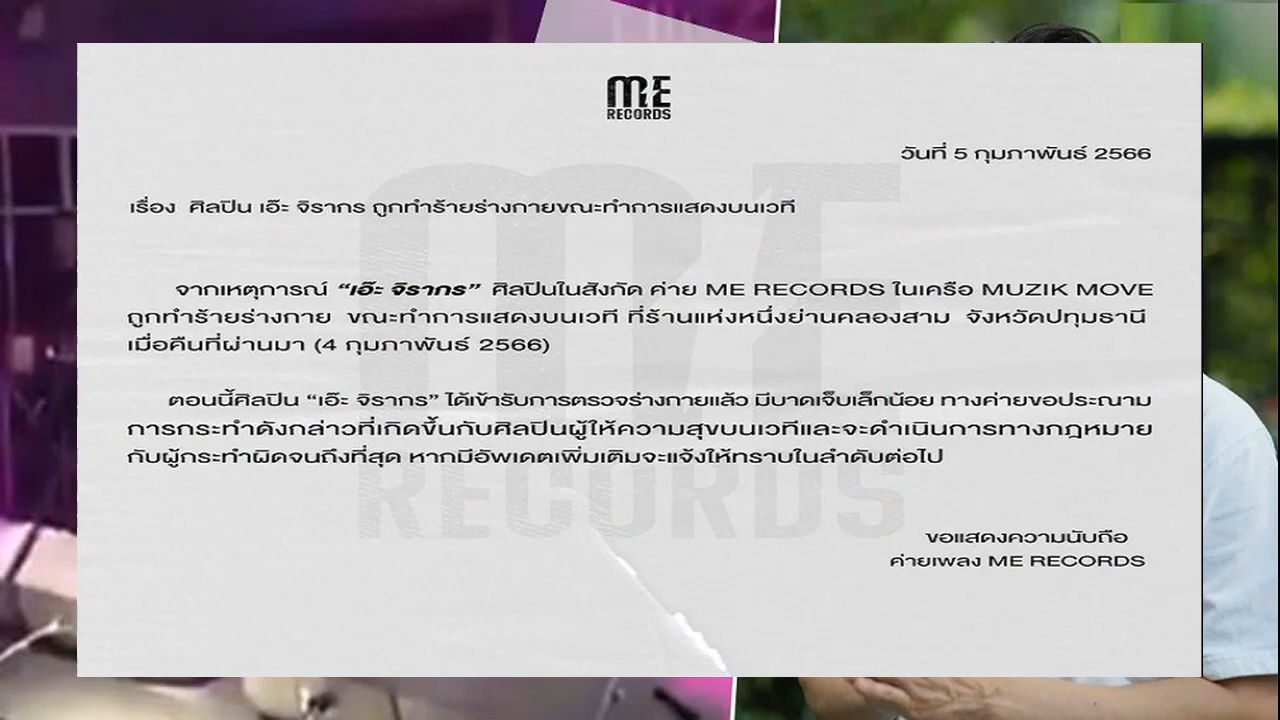 ME
RECORDS
วันที่ 5 กุมภาพันธ์ 2566
เรื่อง ศิลปิน เอ๊ะ จิรากร ถูกทำร้ายร่างกายขณะทำการแสดงบนเวที
จากเหตุการณ์ “เอ๊ะ จิรากร” ศิลปินในสังกัด ค่าย ME RECORDS ในเครือ MUZIK MOVE
ถูกทำร้ายร่างกาย ขณะทำการแสดงบนเวที ที่ร้านแห่งหนึ่งย่านคลองสาม จังหวัดปทุมธานี
เมื่อคืนที่ผ่านมา (4 กุมภาพันธ์ 2566)
ตอนนี้ศิลปิน “เอ๊ะ จิรากร” ได้เข้ารับการตรวจร่างกายแล้ว มีบาดเจ็บเล็กน้อย ทางค่ายขอประณาม
การกระทำดังกล่าวที่เกิดขึ้นกับศิลปินผู้ให้ความสุขบนเวทีและจะดำเนินการทางกฎหมาย
กับผู้กระทำผิดจนถึงที่สุด หากมีอัพเดตเพิ่มเติมจะแจ้งให้ทราบในลำดับต่อไป
ขอแสดงความนับถือ
ค่ายเพลง ME RECORDS
ME
RECORDS